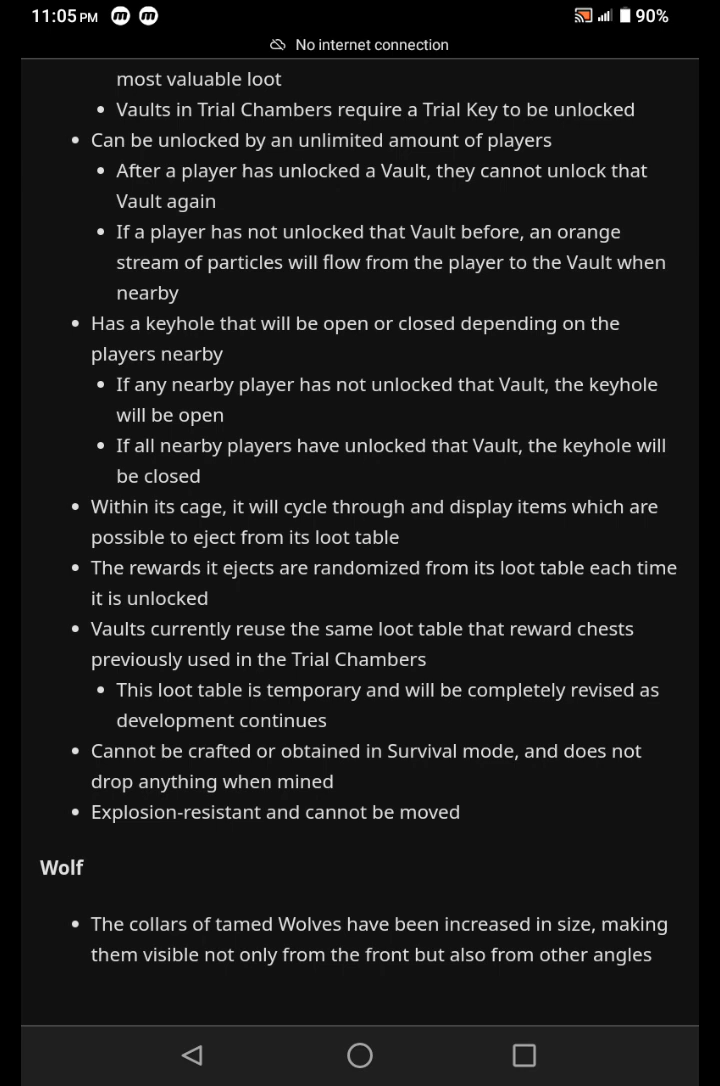 11:05 PM m m 90%
No internet connection
most valuable loot
• Vaults in Trial Chambers require a Trial Key to be unlocked
• Can be unlocked by an unlimited amount of players
• After a player has unlocked a Vault, they cannot unlock that
Vault again
• If a player has not unlocked that Vault before, an orange
stream of particles will flow from the player to the Vault when
nearby
• Has a keyhole that will be open or closed depending on the
players nearby
• If any nearby player has not unlocked that Vault, the keyhole
will be open
• If all nearby players have unlocked that Vault, the keyhole will
be closed
• Within its cage, it will cycle through and display items which are
possible to eject from its loot table
• The rewards it ejects are randomized from its loot table each time
it is unlocked
• Vaults currently reuse the same loot table that reward chests
previously used in the Trial Chambers
• This loot table is temporary and will be completely revised as
development continues
• Cannot be crafted or obtained in Survival mode, and does not
drop anything when mined
• Explosion-resistant and cannot be moved
Wolf
• The collars of tamed Wolves have been increased in size, making
them visible not only from the front but also from other angles